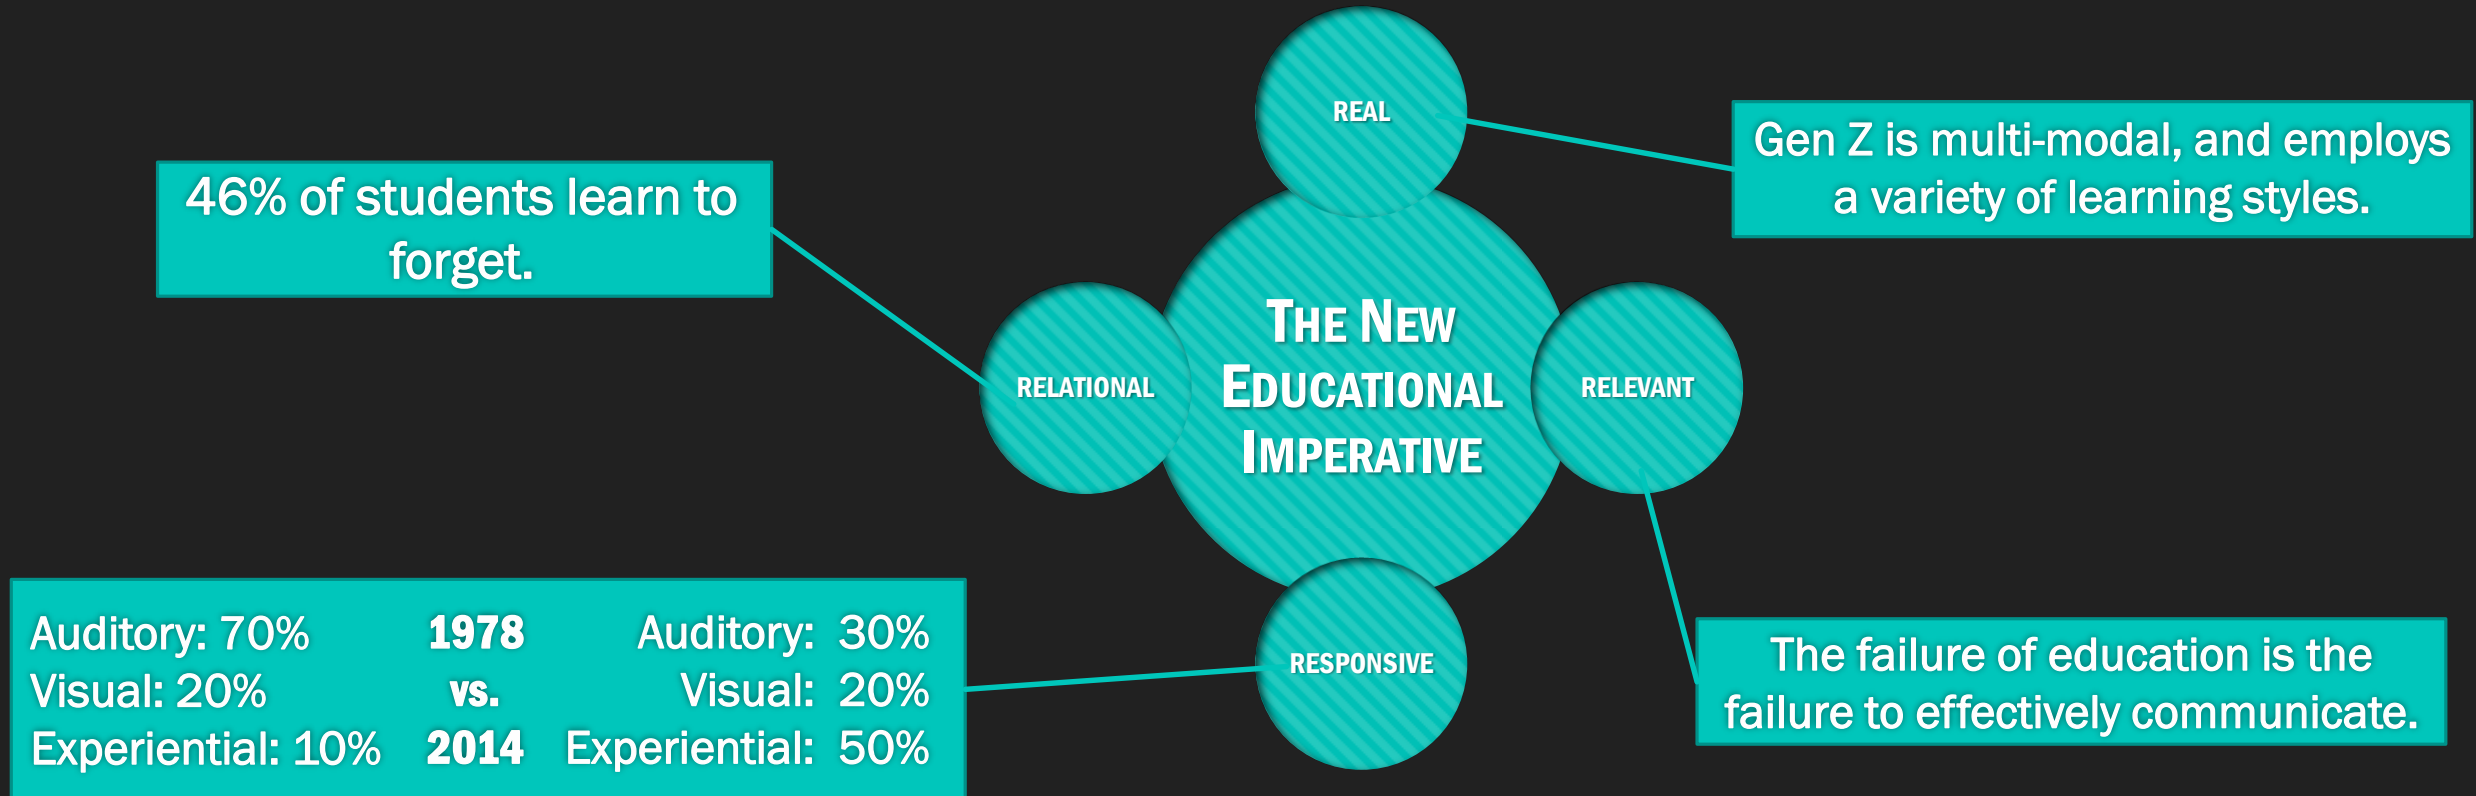 REAL
Gen Z is multi-modal, and employs
a variety of learning styles.
46% of students learn to
forget.
THE NEW
EDUCATIONAL
IMPERATIVE
RELATIONAL
RELEVANT
RESPONSIVE
Auditory: 70% 1978 Auditory: 30%
Visual: 20% vs. Visual: 20%
Experiential: 10% 2014 Experiential: 50%
The failure of education is the
failure to effectively communicate.